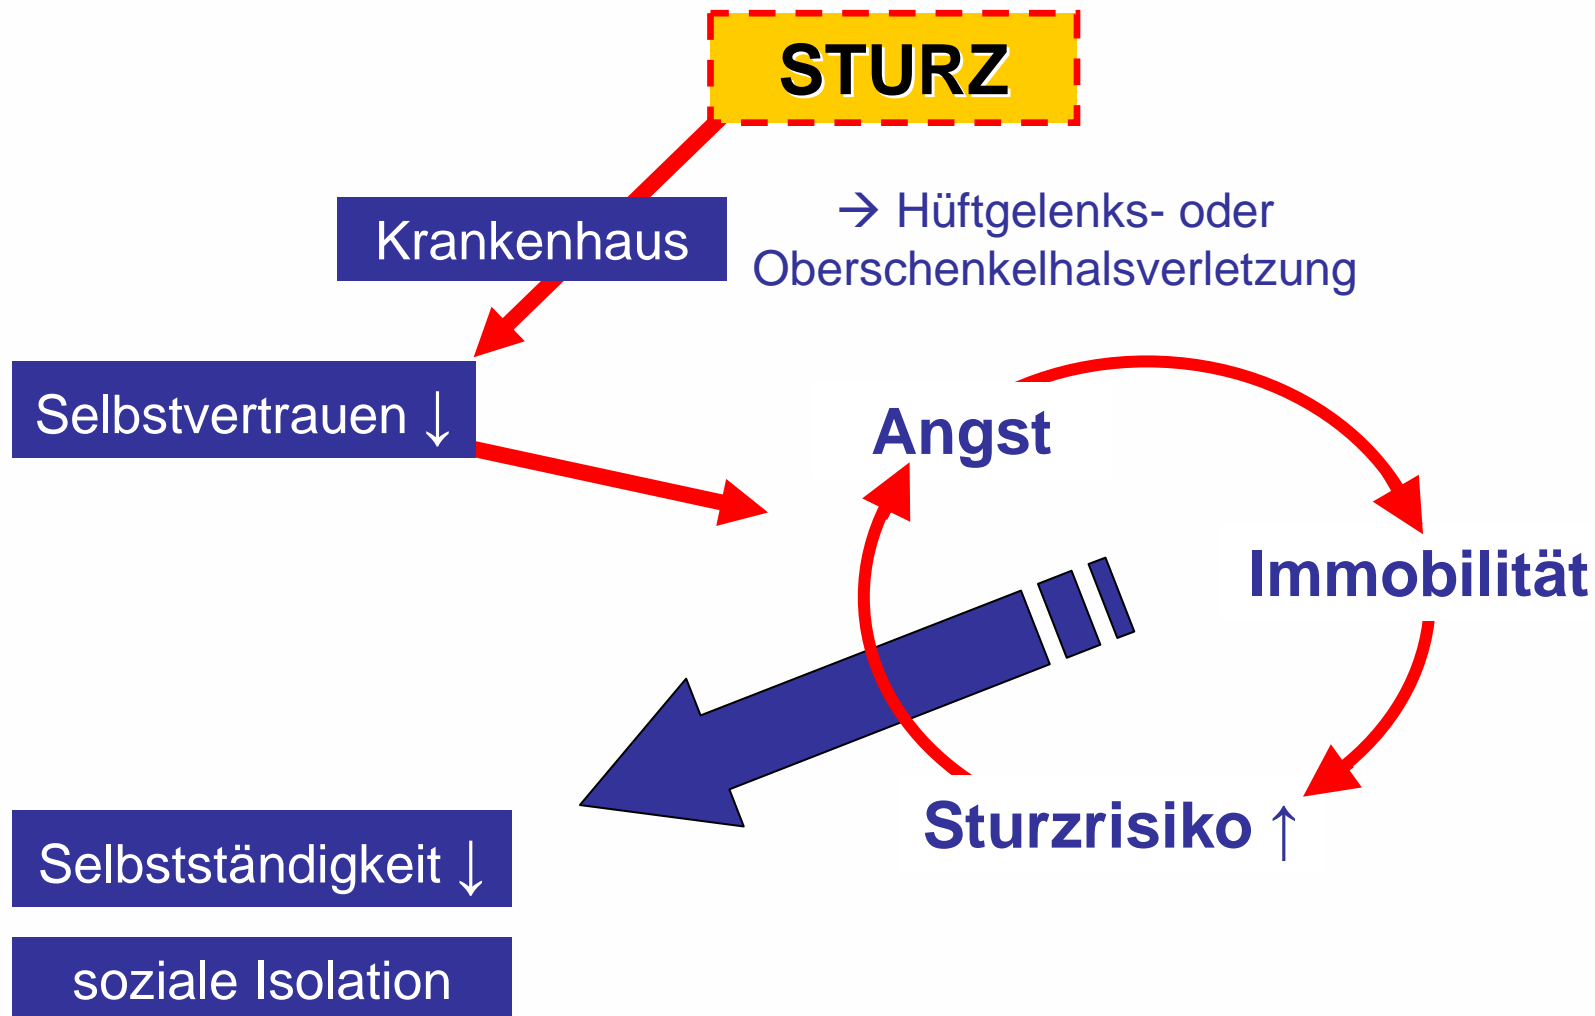 STURZ
Krankenhaus
→ Hüftgelenks- oder
Oberschenkelhalsverletzung
Selbstvertrauen ↓
Angst
Immobilität
Sturzrisiko ↑
Selbstständigkeit ↓
soziale Isolation